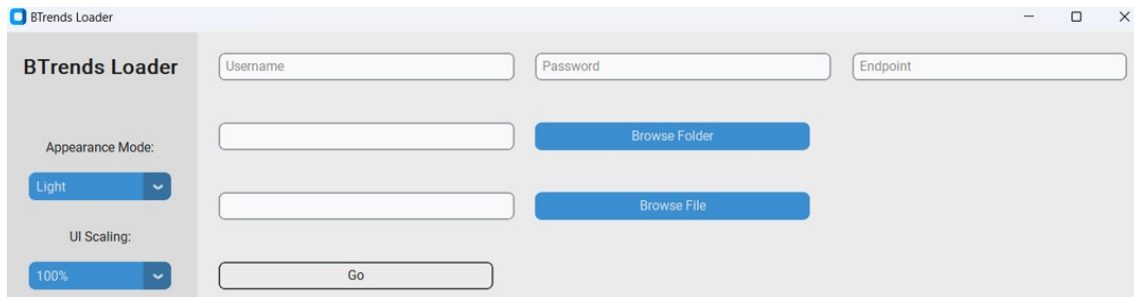 BTrends Loader
BTrends Loader
Username
Password
Endpoint
Appearance Mode:
Browse Folder
Light
Browse File
UI Scaling:
100%
Go